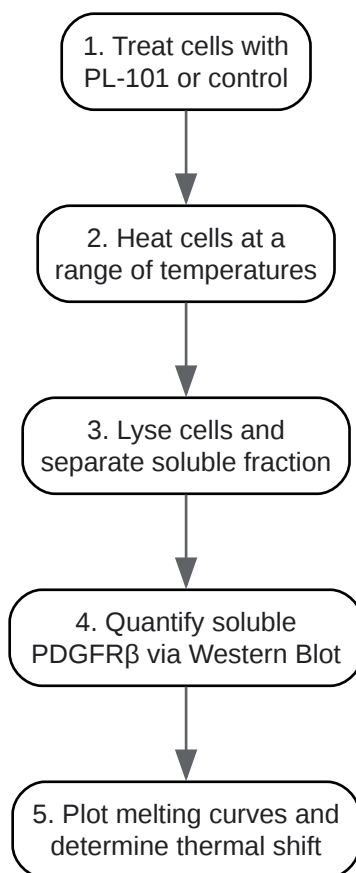 1. Treat cells with
PL-101 or control
2. Heat cells at a
range of temperatures
3. Lyse cells and
separate soluble fraction
4. Quantify soluble
PDGFRβ via Western Blot
5. Plot melting curves and
determine thermal shift